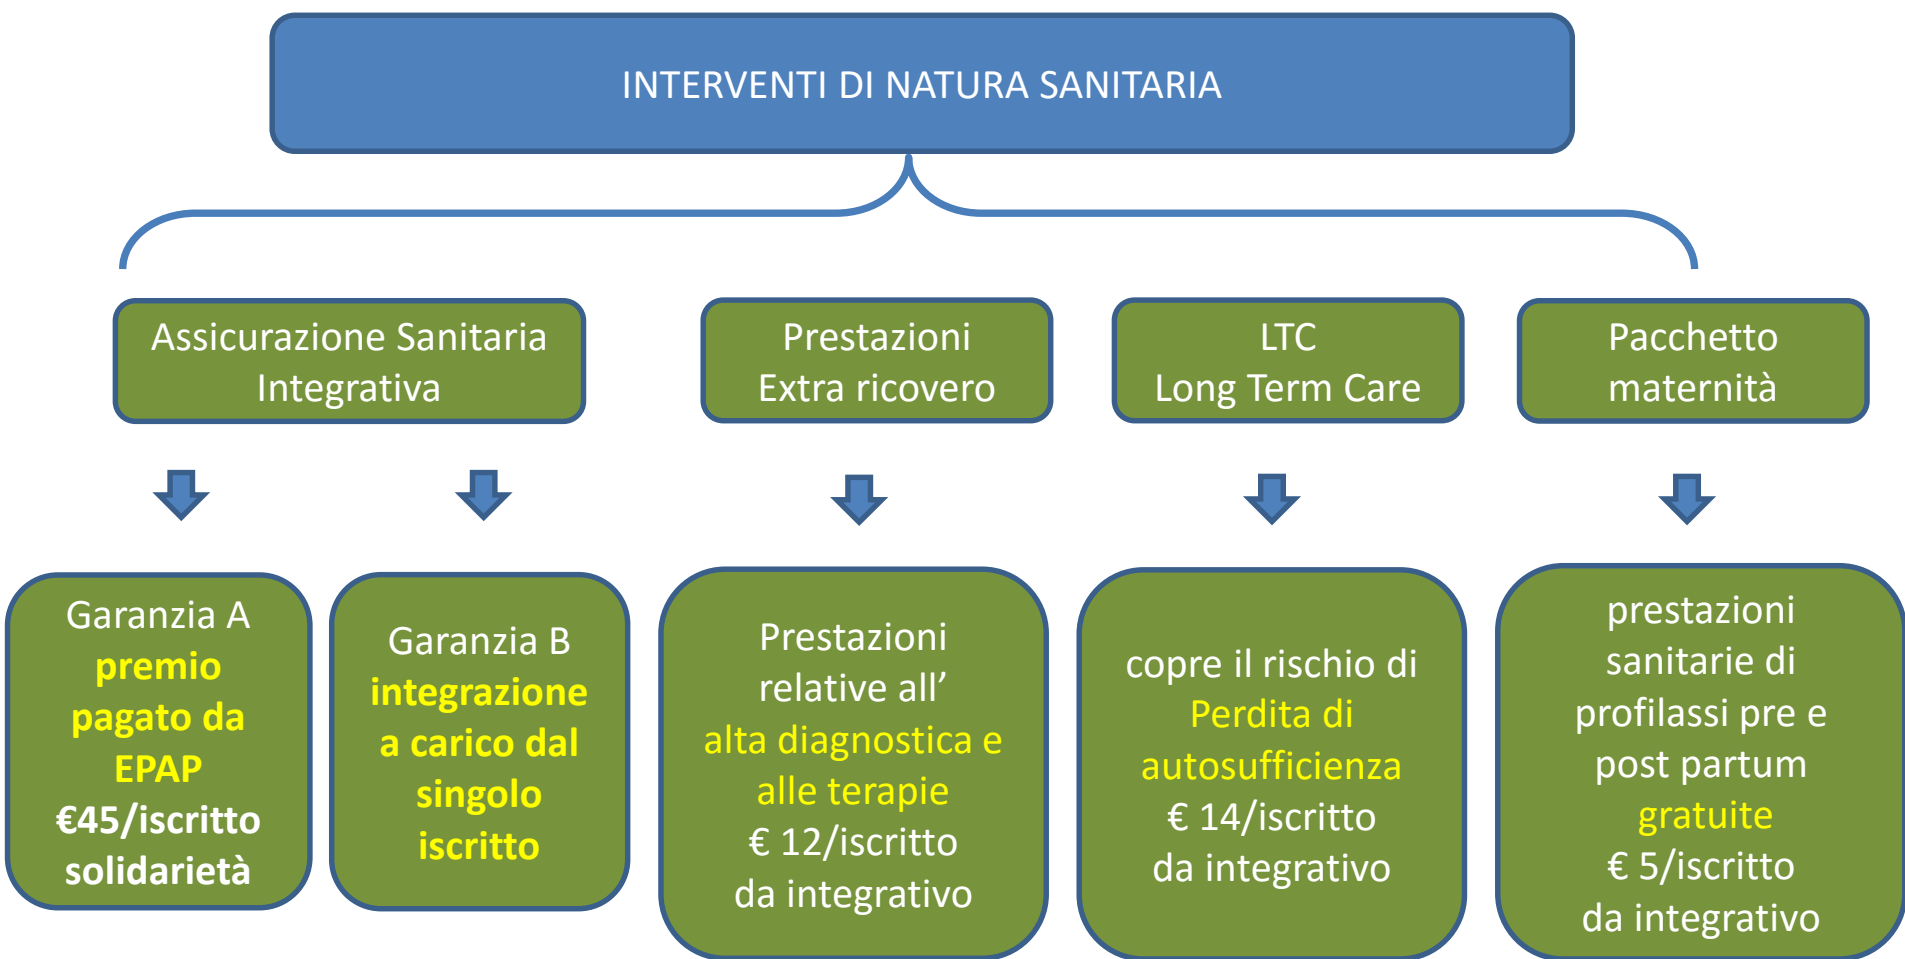 INTERVENTI DI NATURA SANITARIA
Assicurazione Sanitaria
Integrativa
Prestazioni
Extra ricovero
LTC
Long Term Care
Pacchetto
maternità
Garanzia A
premio
pagato da
EPAP
€45/iscritto
solidarietà
Garanzia B
integrazione
a carico dal
singolo
iscritto
Prestazioni
relative all’
alta diagnostica e
alle terapie
€ 12/iscritto
da integrativo
copre il rischio di
Perdita di
autosufficienza
€ 14/iscritto
da integrativo
prestazioni
sanitarie di
profilassi pre e
post partum
gratuite
€ 5/iscritto
da integrativo